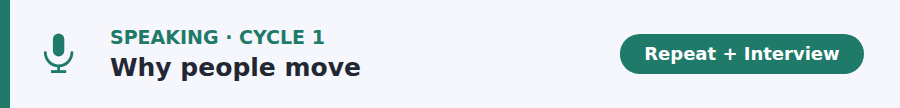 SPEAKING · CYCLE 1
Why people move
Repeat + Interview